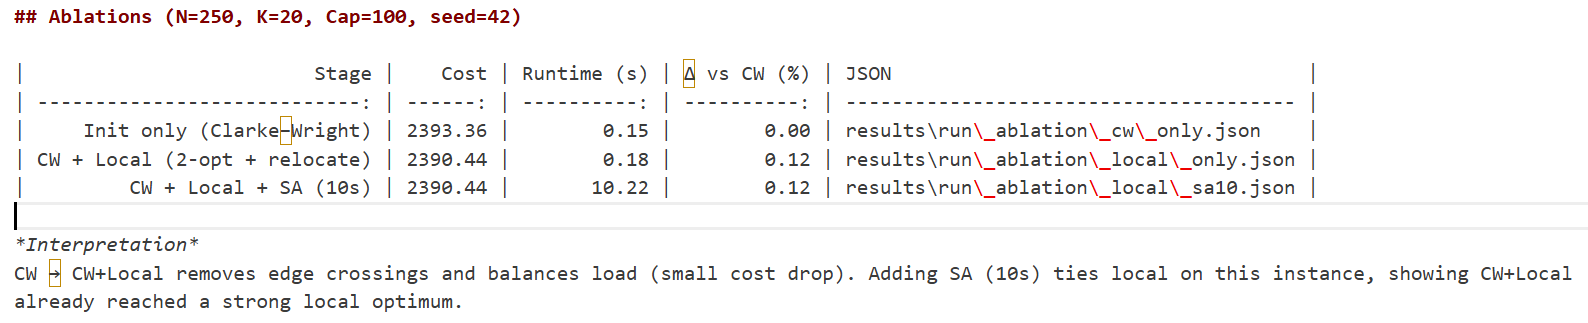 ## Ablations (N=250, K=20, Cap=100, seed=42)
|                        Stage |    Cost | Runtime (s) | Δ vs CW (%) | JSON                                    |
| ---------------------------: | ------: | ----------: | ----------: | --------------------------------------- |
|     Init only (Clarke–Wright) | 2393.36 |        0.15 |        0.00 | results\run\_ablation\_cw\_only.json    |
| CW + Local (2-opt + relocate) | 2390.44 |        0.18 |        0.12 | results\run\_ablation\_local\_only.json |
|         CW + Local + SA (10s) | 2390.44 |       10.22 |        0.12 | results\run\_ablation\_local\_sa10.json |
*Interpretation*
CW → CW+Local removes edge crossings and balances load (small cost drop). Adding SA (10s) ties local on this instance, showing CW+Local
already reached a strong local optimum.